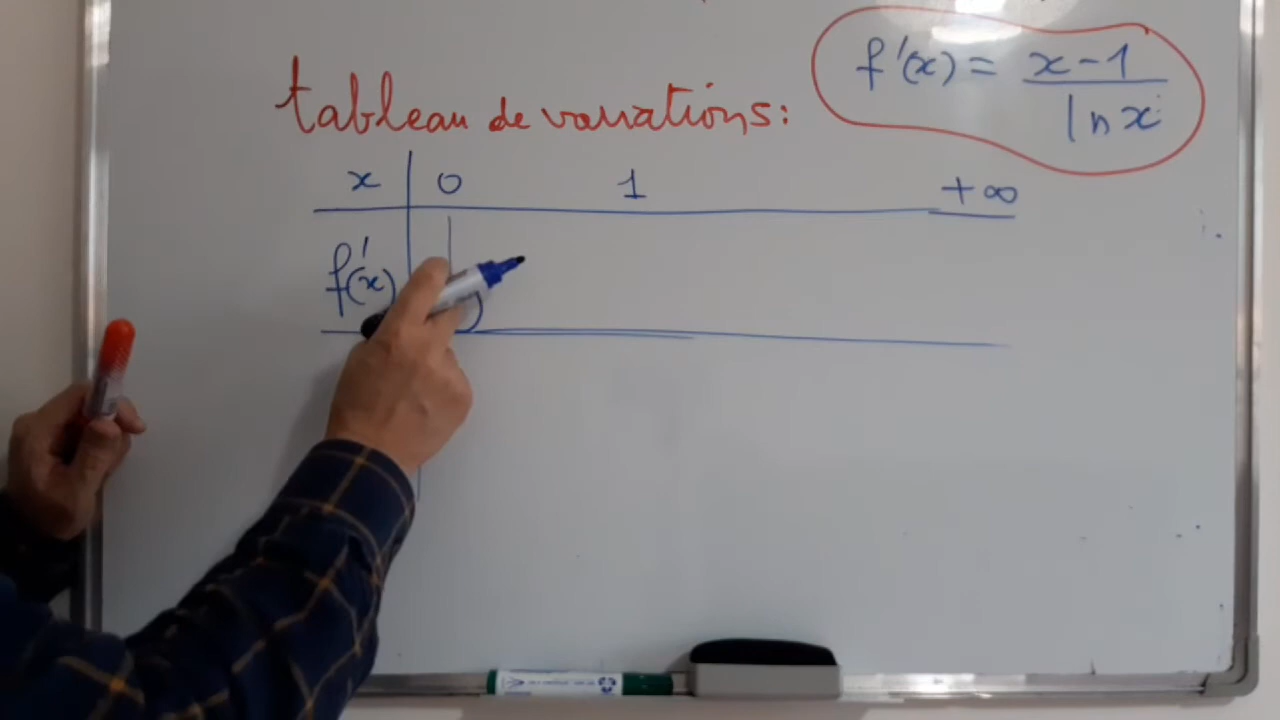 f'(x) = x-1 / ln x
tableau de variations:
x 0 1 +∞
f'(x)